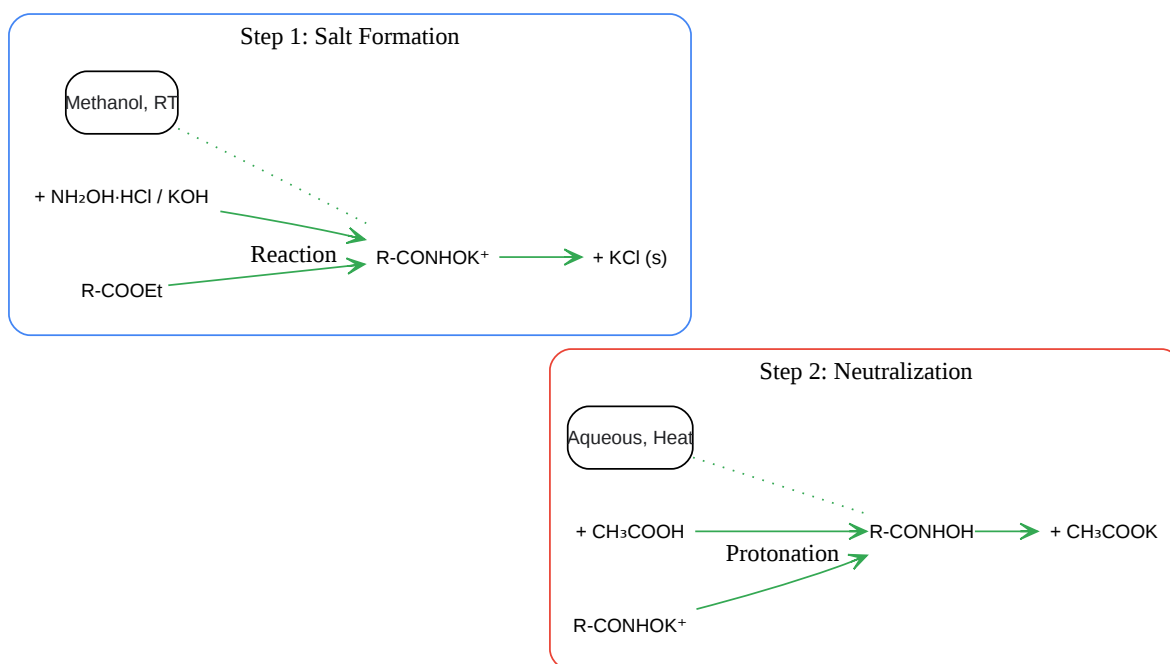 Step 1: Salt Formation
Methanol, RT
+ NH₂OH·HCl / KOH
Reaction
R-CONHOK⁺
+ KCl (s)
R-COOEt
Step 2: Neutralization
Aqueous, Heat
+ CH₃COOH
R-CONHOH
+ CH₃COOK
Protonation
R-CONHOK⁺